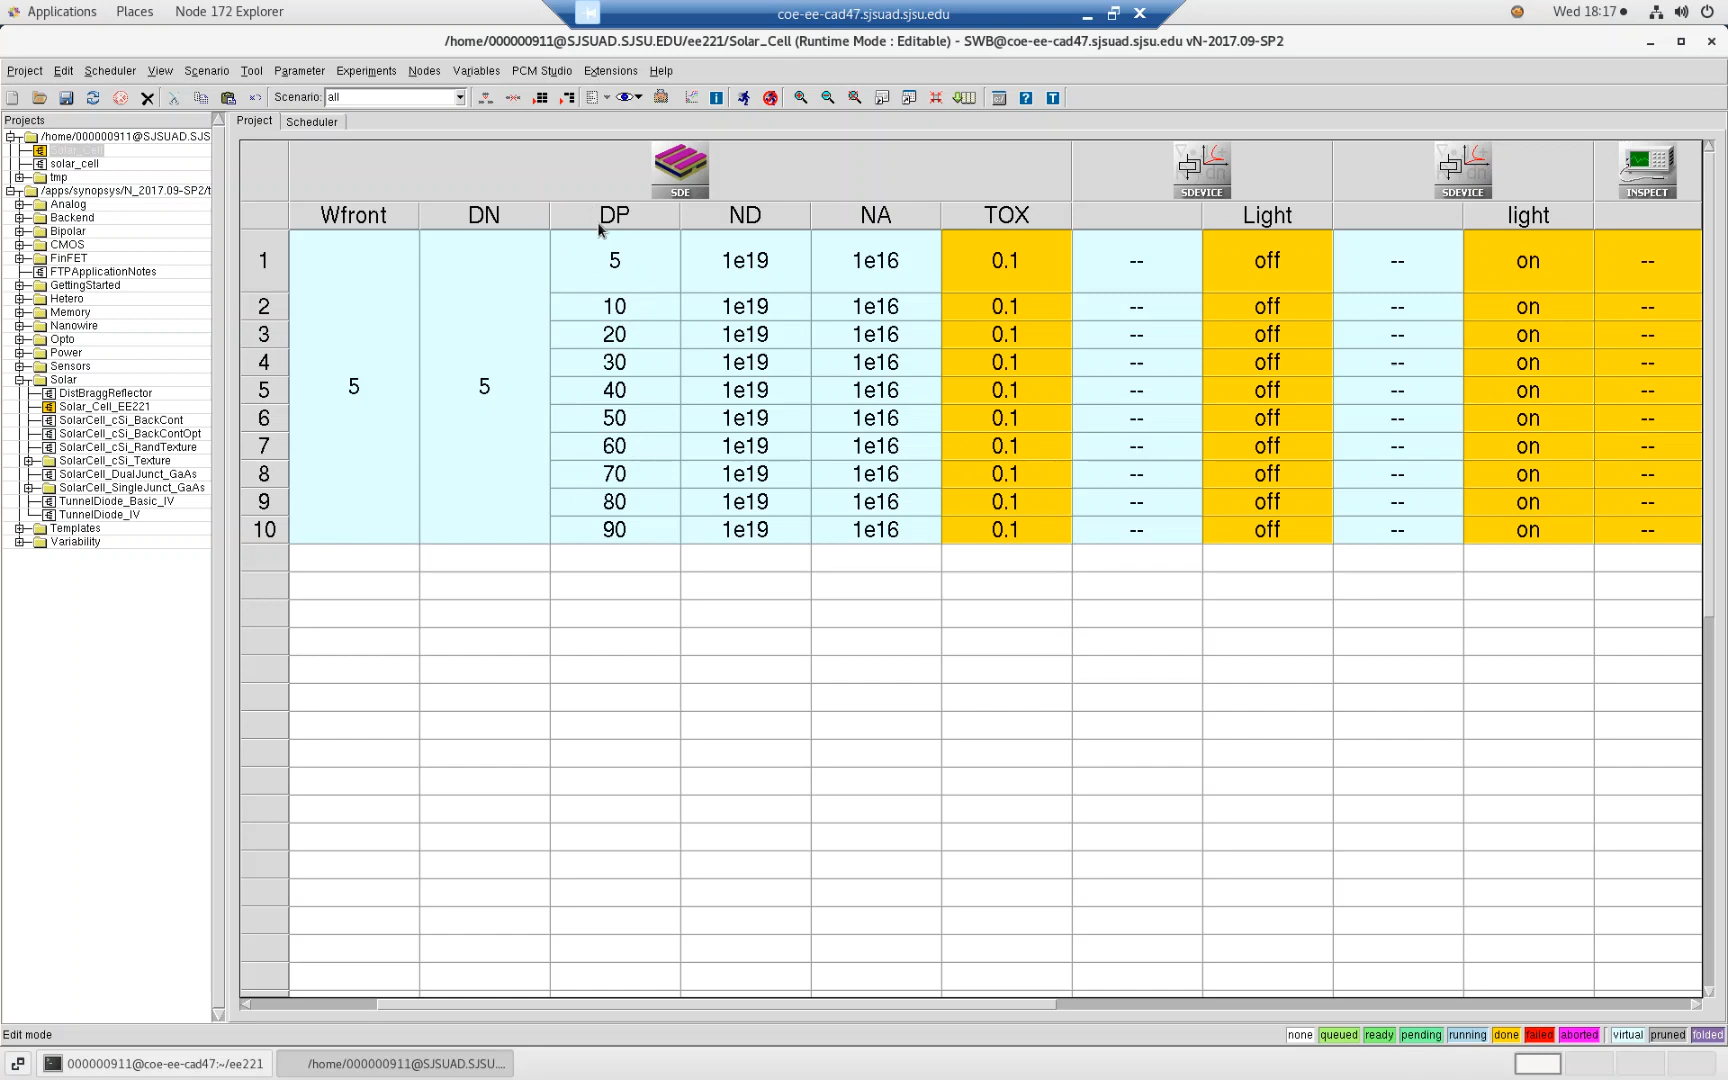 Applications Places Node 172 Explorer
coe-ee-cad47.sjsuad.sjsu.edu
Wed 18:17
/home/000000911@SJSUAD.SJSU.EDU/ee221/Solar_Cell (Runtime Mode : Editable) - SWB@coe-ee-cad47.sjsuad.sjsu.edu vN-2017.09-SP2
Project Edit Scheduler View Scenario Tool Parameter Experiments Nodes Variables PCM Studio Extensions Help
Scenario: all
Projects
/home/000000911@SJSUAD.SJS
Solar_Cell
solar_cell
tmp
/apps/synopsys/N_2017.09-SP2/t
Analog
Backend
Bipolar
CMOS
FinFET
FTPApplicationNotes
GettingStarted
Hetero
Memory
Nanowire
Opto
Power
Sensors
Solar
DistBraggReflector
Solar_Cell_EE221
SolarCell_cSi_BackCont
SolarCell_cSi_BackContOpt
SolarCell_cSi_RandTexture
SolarCell_cSi_Texture
SolarCell_DualJunct_GaAs
SolarCell_SingleJunct_GaAs
TunnelDiode_Basic_IV
TunnelDiode_IV
Templates
Variability
Project Scheduler
SDE SDEVICE SDEVICE INSPECT
Wfront DN DP ND NA TOX Light light
1 5 1e19 1e16 0.1 -- off -- on --
2 10 1e19 1e16 0.1 -- off -- on --
3 20 1e19 1e16 0.1 -- off -- on --
4 30 1e19 1e16 0.1 -- off -- on --
5 5 5 40 1e19 1e16 0.1 -- off -- on --
6 50 1e19 1e16 0.1 -- off -- on --
7 60 1e19 1e16 0.1 -- off -- on --
8 70 1e19 1e16 0.1 -- off -- on --
9 80 1e19 1e16 0.1 -- off -- on --
10 90 1e19 1e16 0.1 -- off -- on --
Edit mode
none queued ready pending running done failed aborted virtual pruned folded
000000911@coe-ee-cad47:~/ee221 /home/000000911@SJSUAD.SJSU....